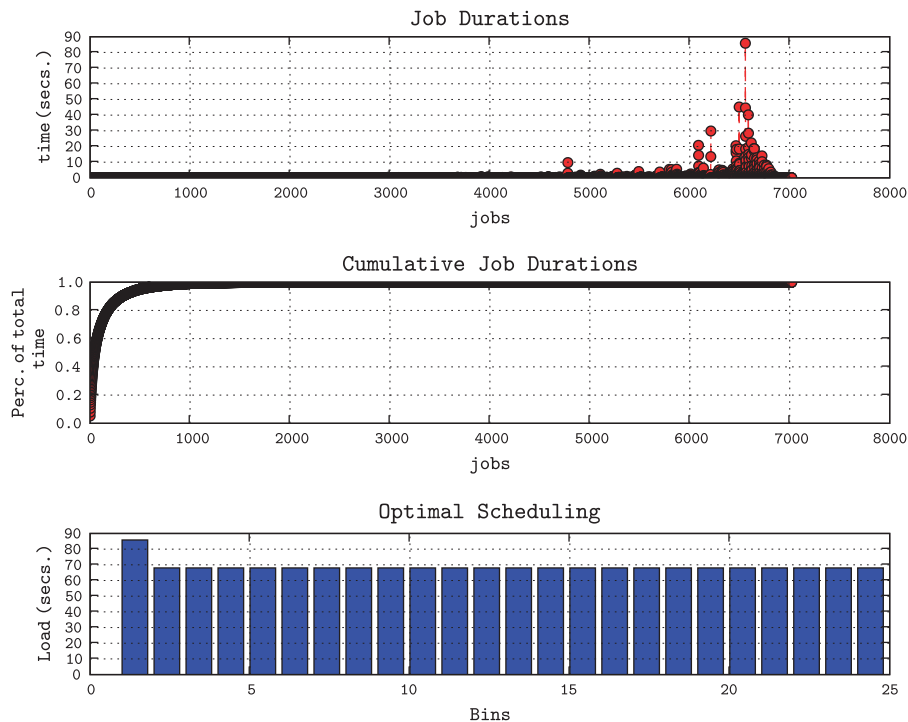 Job Durations
90
80
70
60
50
40
30
20
10
0
time(secs.)
0 1000 2000 3000 4000 5000 6000 7000 8000
jobs
Cumulative Job Durations
1.0
0.8
0.6
0.4
0.2
0.0
Perc. of total
time
0 1000 2000 3000 4000 5000 6000 7000 8000
jobs
Optimal Scheduling
90
80
70
60
50
40
30
20
10
0
Load (secs.)
0 5 10 15 20 25
Bins